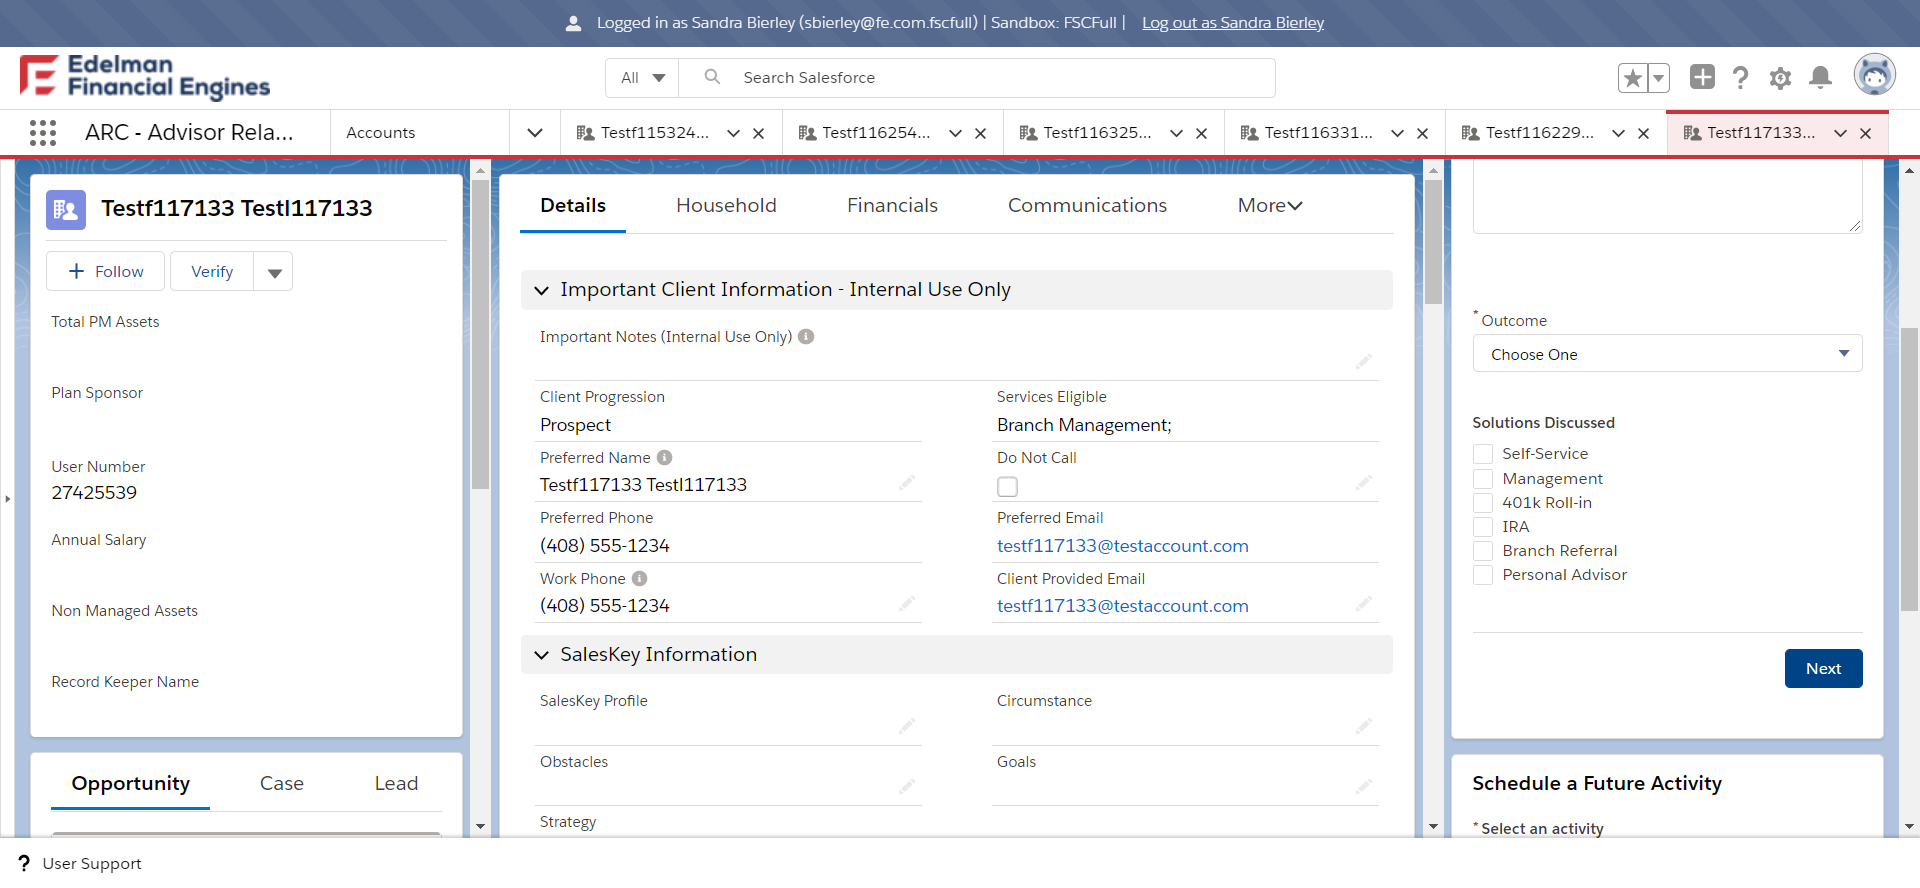 Logged in as Sandra Bierley (sbierley@fe.com.fscfull) | Sandbox: FSCFull | Log out as Sandra Bierley
Edelman
Financial Engines
All
Search Salesforce
ARC - Advisor Rela...
Accounts
Testf115324...
Testf116254...
Testf116325...
Testf116331...
Testf116229...
Testf117133...
Testf117133 Testl117133
Follow
Verify
Total PM Assets
Plan Sponsor
User Number
27425539
Annual Salary
Non Managed Assets
Record Keeper Name
Opportunity
Case
Lead
Details
Household
Financials
Communications
More
Important Client Information - Internal Use Only
Important Notes (Internal Use Only)
Client Progression
Prospect
Services Eligible
Branch Management;
Preferred Name
Testf117133 Testl117133
Do Not Call
Preferred Phone
(408) 555-1234
Preferred Email
testf117133@testaccount.com
Work Phone
(408) 555-1234
Client Provided Email
testf117133@testaccount.com
SalesKey Information
SalesKey Profile
Circumstance
Obstacles
Goals
Strategy
* Outcome
Choose One
Solutions Discussed
Self-Service
Management
401k Roll-in
IRA
Branch Referral
Personal Advisor
Next
Schedule a Future Activity
* Select an activity
? User Support